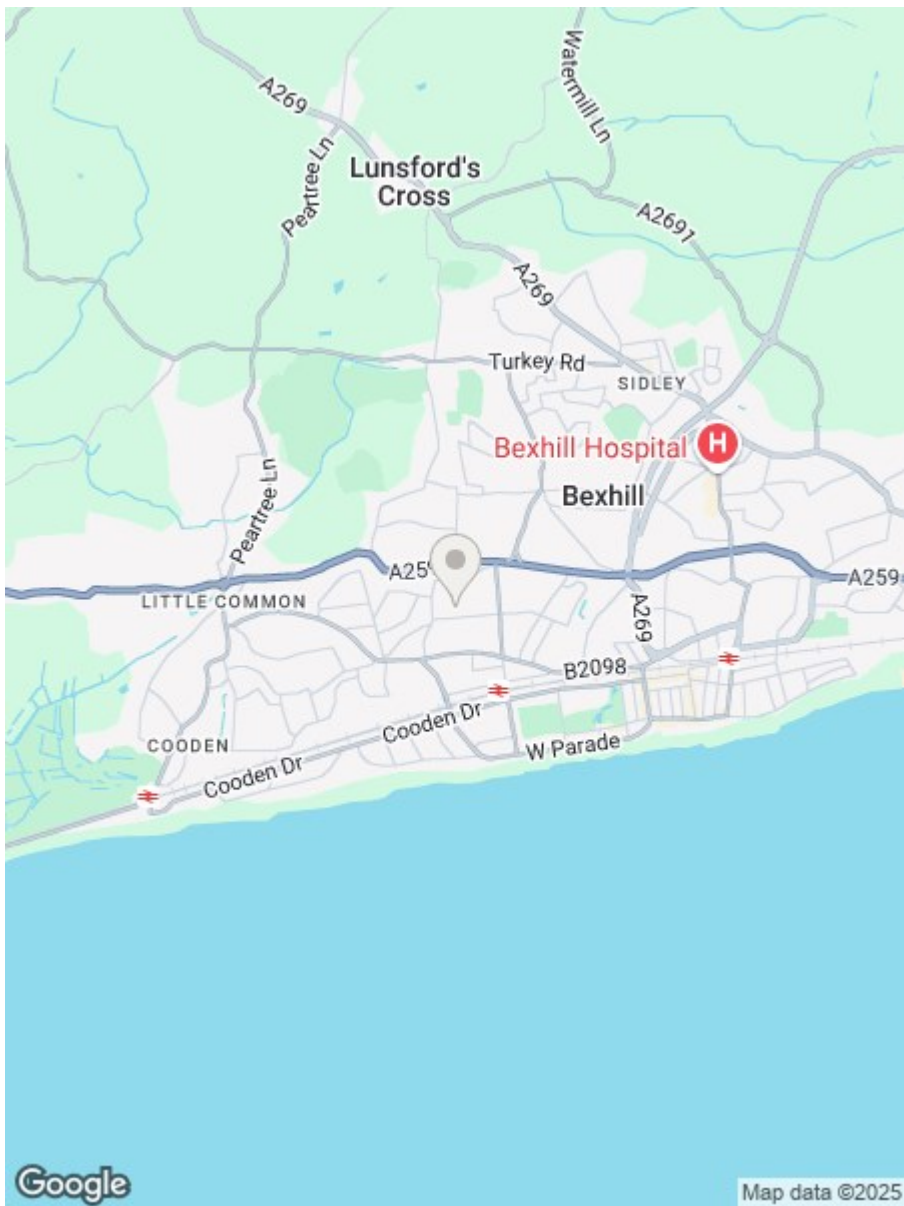 A269
Watermill Ln
Peartree Ln
Lunsford's
Cross
A2691
A269
Turkey Rd
SIDLEY
Bexhill Hospital
H
Bexhill
Peartree Ln
A25
A259
LITTLE COMMON
A269
B2098
Cooden Dr
W Parade
COODEN
Cooden Dr
Google
Map data ©2025